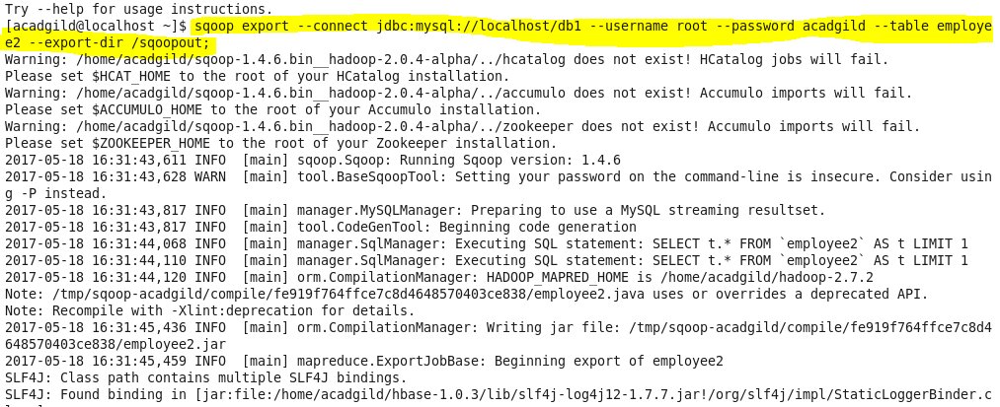 Try --help for usage instructions.
[acadgild@localhost ~]$ sqoop export --connect jdbc:mysql://localhost/db1 --username root --password acadgild --table employe
e2 --export-dir /sqoopout;
Warning: /home/acadgild/sqoop-1.4.6.bin__hadoop-2.0.4-alpha/../hcatalog does not exist! HCatalog jobs will fail.
Please set $HCAT_HOME to the root of your HCatalog installation.
Warning: /home/acadgild/sqoop-1.4.6.bin__hadoop-2.0.4-alpha/../accumulo does not exist! Accumulo imports will fail.
Please set $ACCUMULO_HOME to the root of your Accumulo installation.
Warning: /home/acadgild/sqoop-1.4.6.bin__hadoop-2.0.4-alpha/../zookeeper does not exist! Accumulo imports will fail.
Please set $ZOOKEEPER_HOME to the root of your Zookeeper installation.
2017-05-18 16:31:43,611 INFO  [main] sqoop.Sqoop: Running Sqoop version: 1.4.6
2017-05-18 16:31:43,628 WARN  [main] tool.BaseSqoopTool: Setting your password on the command-line is insecure. Consider usin
g -P instead.
2017-05-18 16:31:43,817 INFO  [main] manager.MySQLManager: Preparing to use a MySQL streaming resultset.
2017-05-18 16:31:43,817 INFO  [main] tool.CodeGenTool: Beginning code generation
2017-05-18 16:31:44,068 INFO  [main] manager.SqlManager: Executing SQL statement: SELECT t.* FROM `employee2` AS t LIMIT 1
2017-05-18 16:31:44,110 INFO  [main] manager.SqlManager: Executing SQL statement: SELECT t.* FROM `employee2` AS t LIMIT 1
2017-05-18 16:31:44,120 INFO  [main] orm.CompilationManager: HADOOP_MAPRED_HOME is /home/acadgild/hadoop-2.7.2
Note: /tmp/sqoop-acadgild/compile/fe919f764ffce7c8d4648570403ce838/employee2.java uses or overrides a deprecated API.
Note: Recompile with -Xlint:deprecation for details.
2017-05-18 16:31:45,436 INFO  [main] orm.CompilationManager: Writing jar file: /tmp/sqoop-acadgild/compile/fe919f764ffce7c8d4
648570403ce838/employee2.jar
2017-05-18 16:31:45,459 INFO  [main] mapreduce.ExportJobBase: Beginning export of employee2
SLF4J: Class path contains multiple SLF4J bindings.
SLF4J: Found binding in [jar:file:/home/acadgild/hbase-1.0.3/lib/slf4j-log4j12-1.7.7.jar!/org/slf4j/impl/StaticLoggerBinder.c